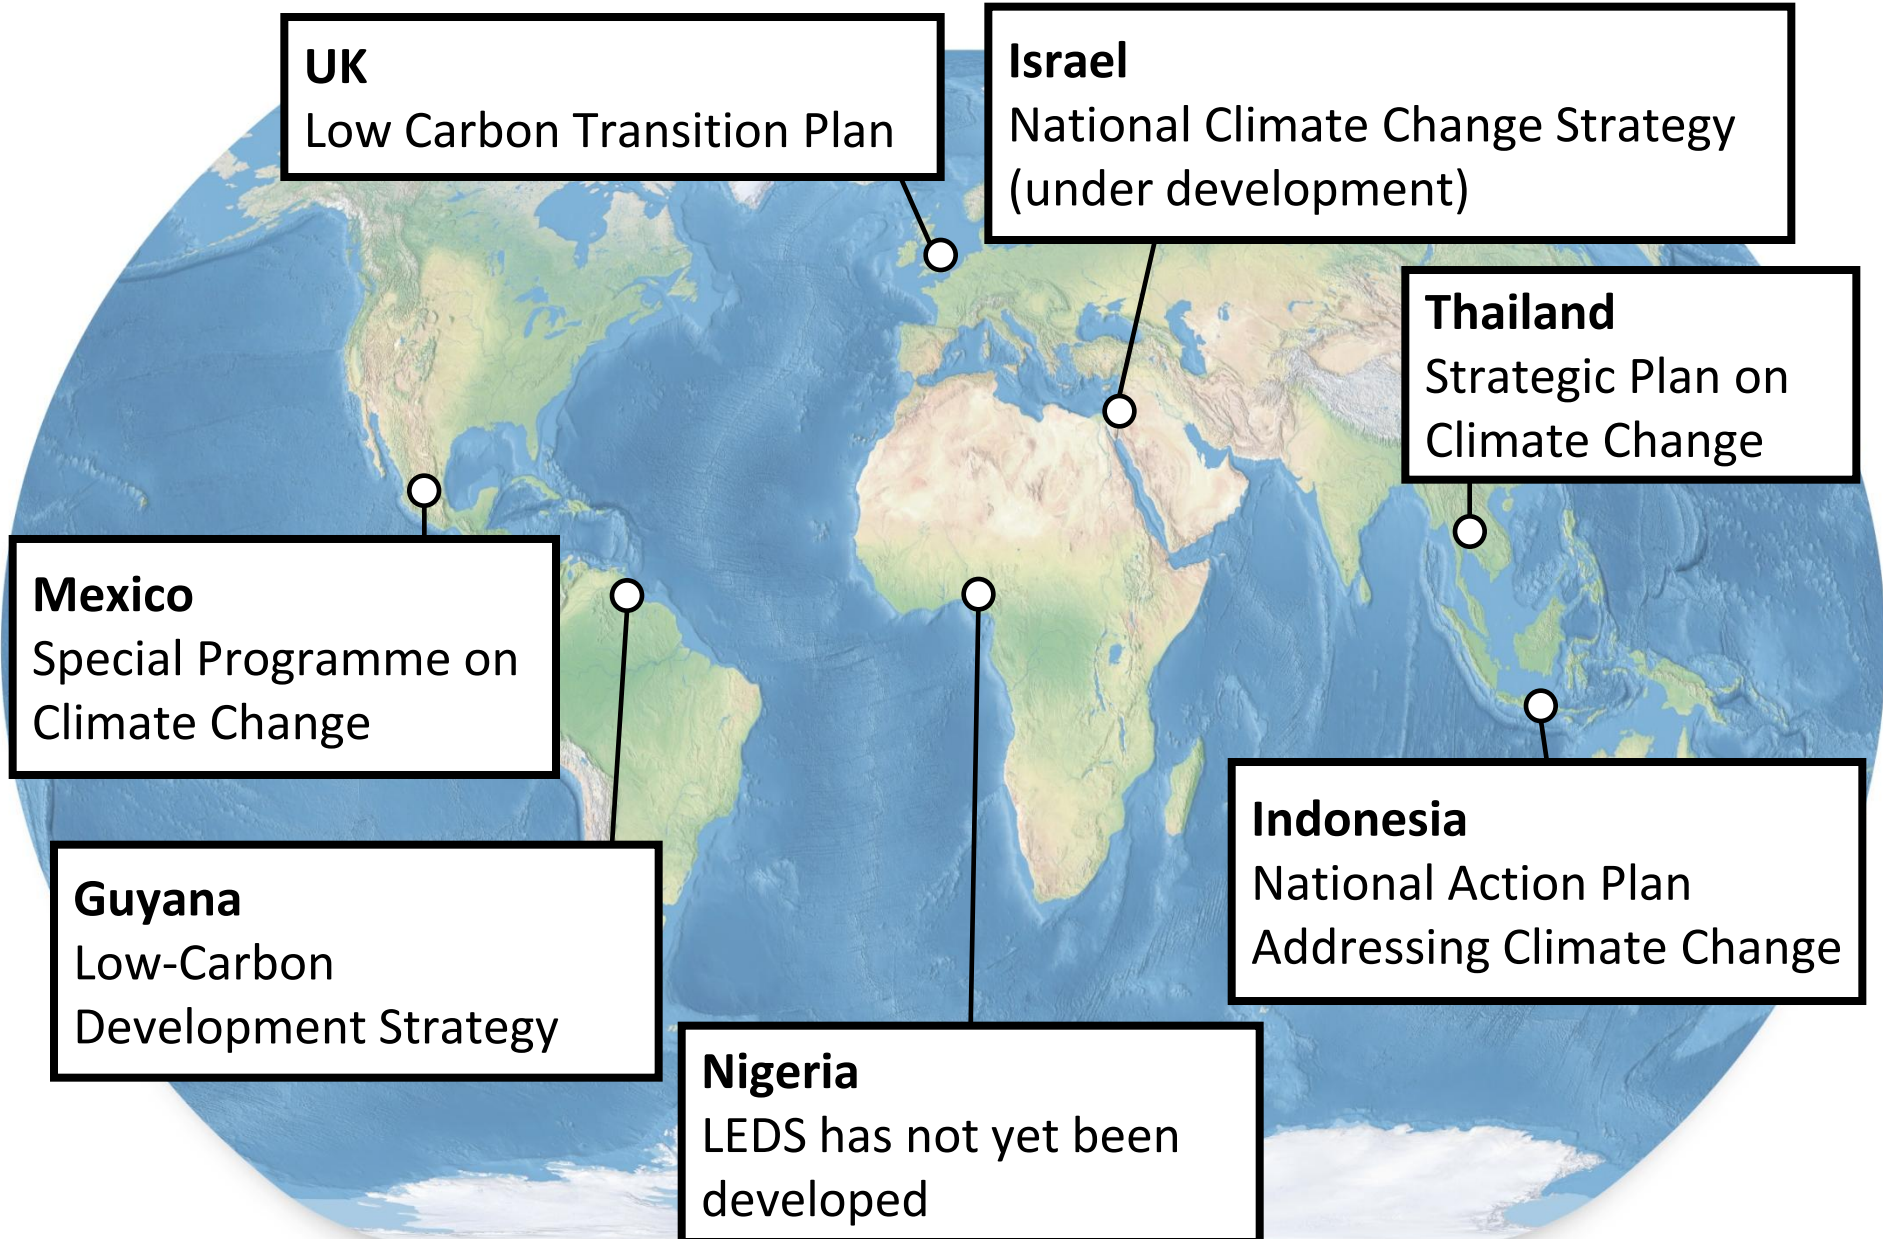 UK
Low Carbon Transition Plan
Israel
National Climate Change Strategy
(under development)
Thailand
Strategic Plan on
Climate Change
Mexico
Special Programme on
Climate Change
Indonesia
National Action Plan
Addressing Climate Change
Guyana
Low-Carbon
Development Strategy
Nigeria
LEDS has not yet been
developed